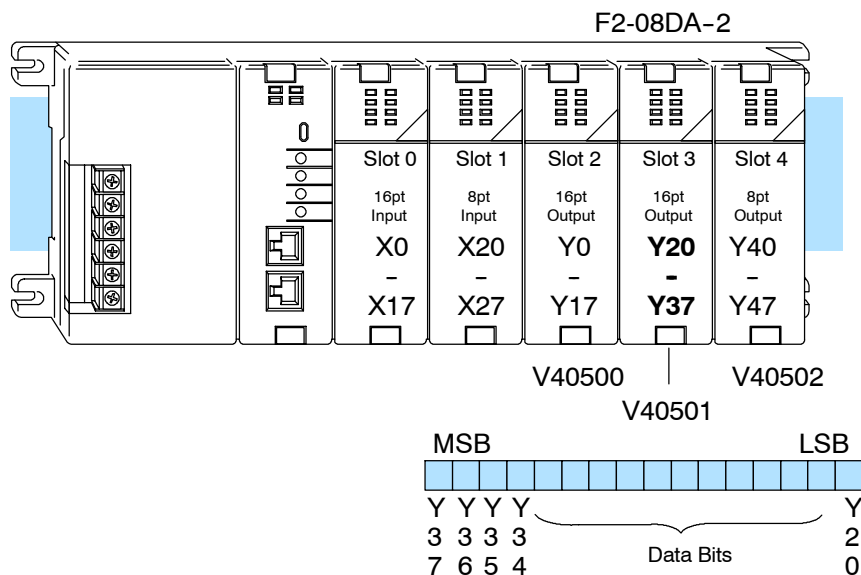 F2-08DA-2
Slot 0 Slot 1 Slot 2 Slot 3 Slot 4
16pt 8pt 16pt 16pt 8pt
Input Input Output Output Output
X0 X20 Y0 Y20 Y40
- - - - -
X17 X27 Y17 Y37 Y47
V40500 V40502
V40501
MSB LSB
Y Y Y Y Y
3 3 3 3 2
7 6 5 4 0
Data Bits